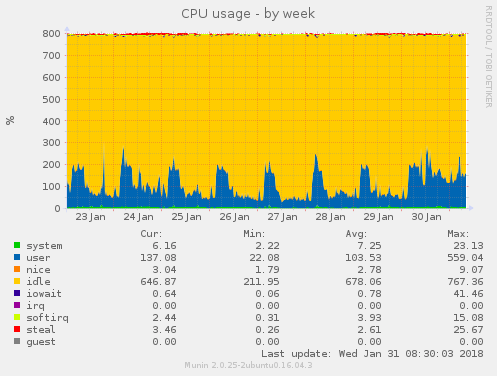 CPU usage - by week
RRDTOOL / TOBI OETIKER
%
800
700
600
500
400
300
200
100
0
23 Jan 24 Jan 25 Jan 26 Jan 27 Jan 28 Jan 29 Jan 30 Jan
Cur: Min: Avg: Max:
system 6.16 2.22 7.25 23.13
user 137.08 22.08 103.53 559.04
nice 3.04 1.79 2.78 9.07
idle 646.87 211.95 678.06 767.36
iowait 0.64 0.06 0.78 41.46
irq 0.00 0.00 0.00 0.00
softirq 2.44 0.31 3.93 15.08
steal 3.46 0.26 2.61 25.67
guest 0.00 0.00 0.00 0.00
Last update: Wed Jan 31 08:30:03 2018
Munin 2.0.25-2ubuntu0.16.04.3